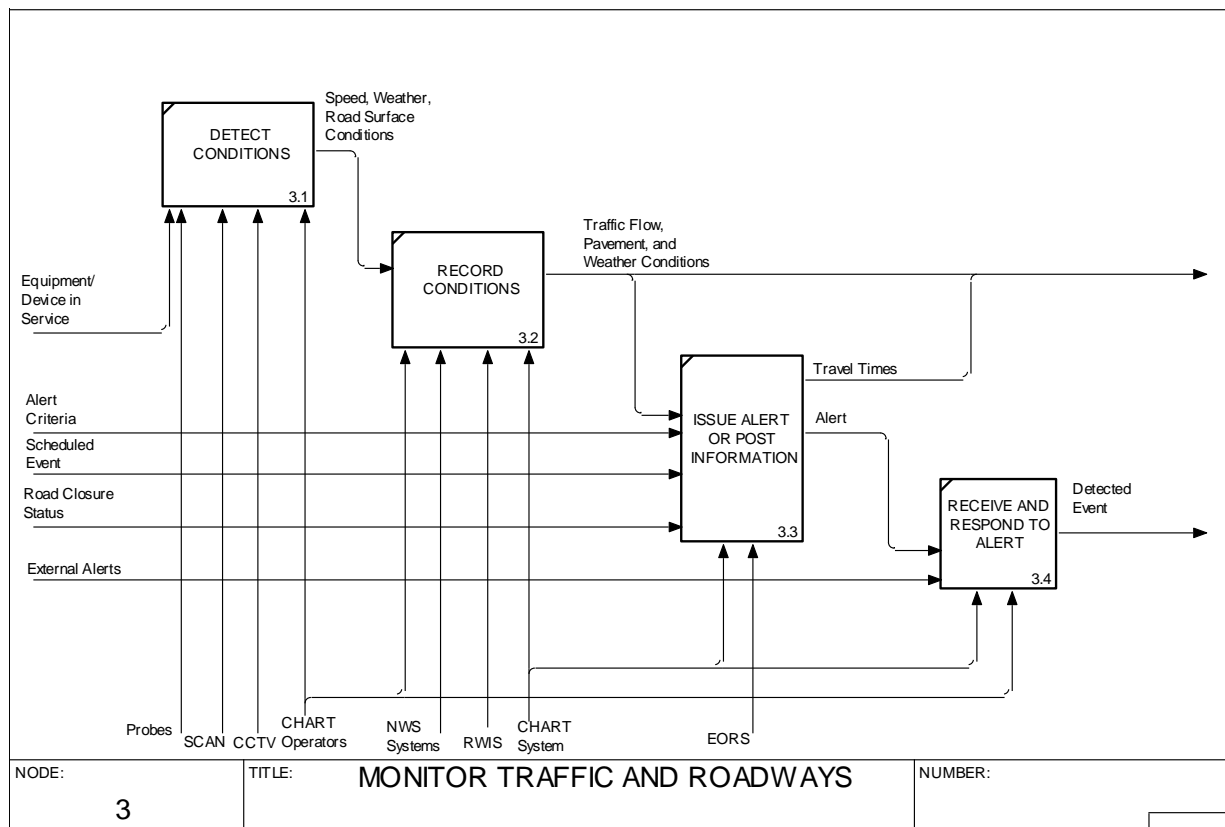 Speed, Weather,
Road Surface
Conditions
DETECT
CONDITIONS
3.1
Traffic Flow,
Pavement, and
Weather Conditions
RECORD
CONDITIONS
3.2
Equipment/
Device in
Service
Travel Times
Alert
Criteria
ISSUE ALERT
OR POST
INFORMATION
3.3
Alert
Scheduled
Event
Road Closure
Status
RECEIVE AND
RESPOND TO
ALERT
3.4
Detected
Event
External Alerts
Probes
SCAN
CCTV
CHART
Operators
NWS
Systems
RWIS
CHART
System
EORS
NODE:
3
TITLE:
MONITOR TRAFFIC AND ROADWAYS
NUMBER: